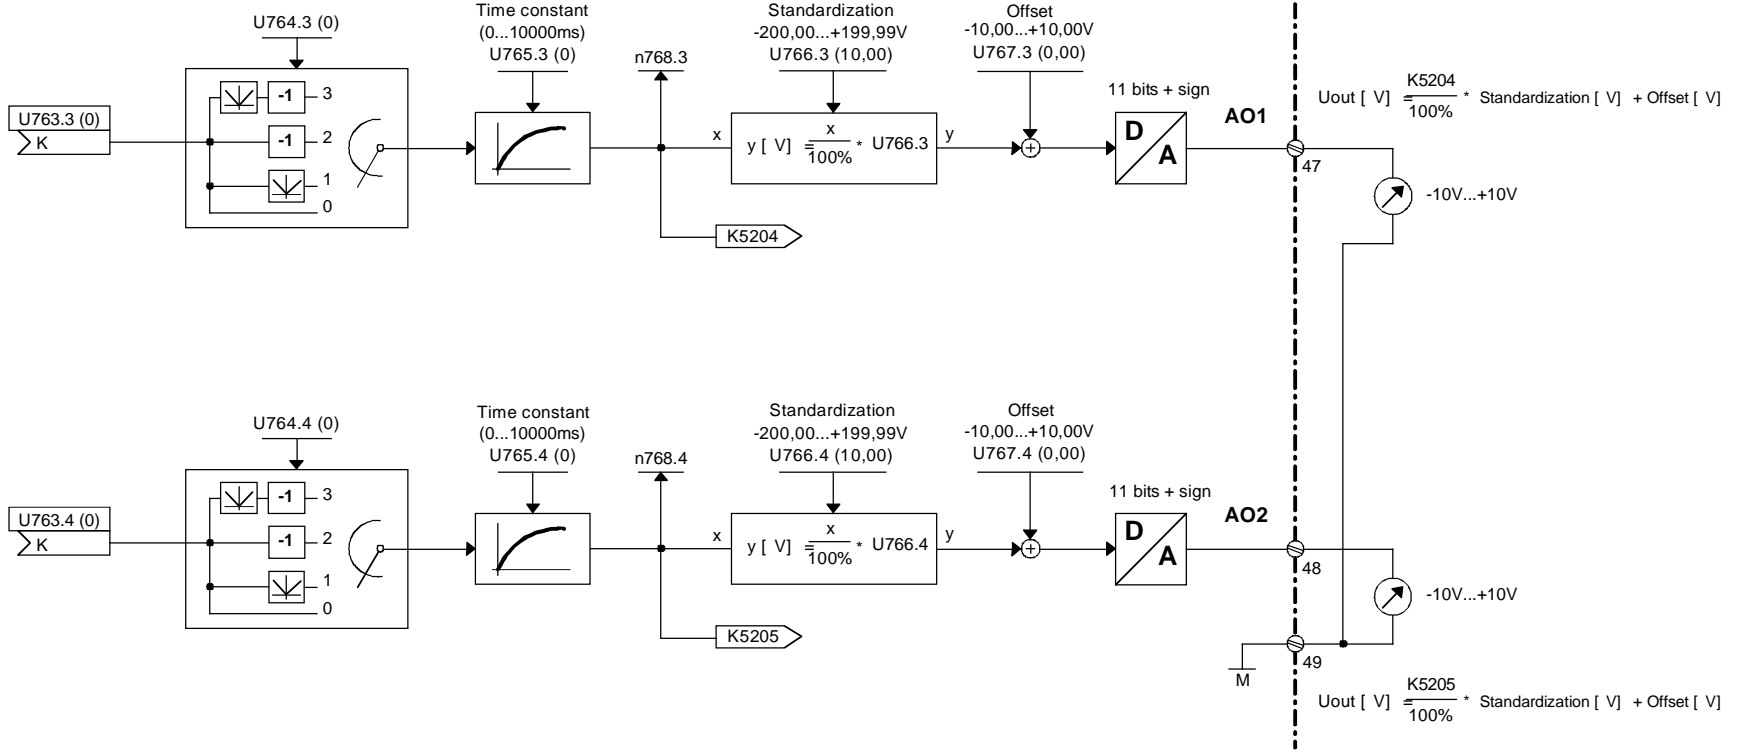 U764.3 (0)
Time constant
(0...10000ms)
U765.3 (0)
n768.3
Standardization
-200,00...+199,99V
U766.3 (10,00)
Offset
-10,00...+10,00V
U767.3 (0,00)
11 bits + sign
AO1
Uout [ V] = K5204 / 100% * Standardization [ V] + Offset [ V]
U763.3 (0)
K
-1 3
-1 2
1
0
x
y [ V] = x / 100% * U766.3
y
D
A
47
-10V...+10V
K5204
U764.4 (0)
Time constant
(0...10000ms)
U765.4 (0)
n768.4
Standardization
-200,00...+199,99V
U766.4 (10,00)
Offset
-10,00...+10,00V
U767.4 (0,00)
11 bits + sign
AO2
U763.4 (0)
K
-1 3
-1 2
1
0
x
y [ V] = x / 100% * U766.4
y
D
A
48
-10V...+10V
K5205
49
M
Uout [ V] = K5205 / 100% * Standardization [ V] + Offset [ V]